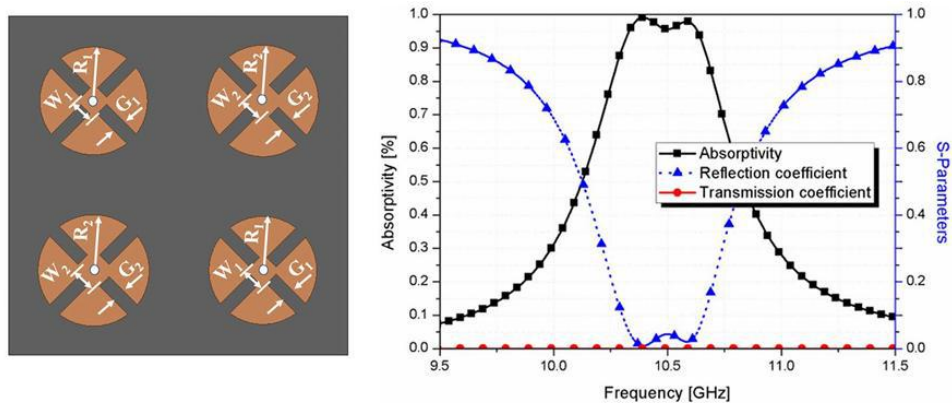 R1
W1
G1
R2
W2
G2
R2
W2
G2
R1
W1
G1
1.0
0.9
0.8
0.7
0.6
0.5
0.4
0.3
0.2
0.1
0.0
Absorptivity [%]
9.5 10.0 10.5 11.0 11.5
Frequency [GHz]
Absorptivity
Reflection coefficient
Transmission coefficient
1.0
0.8
0.6
0.4
0.2
0.0
S-Parameters